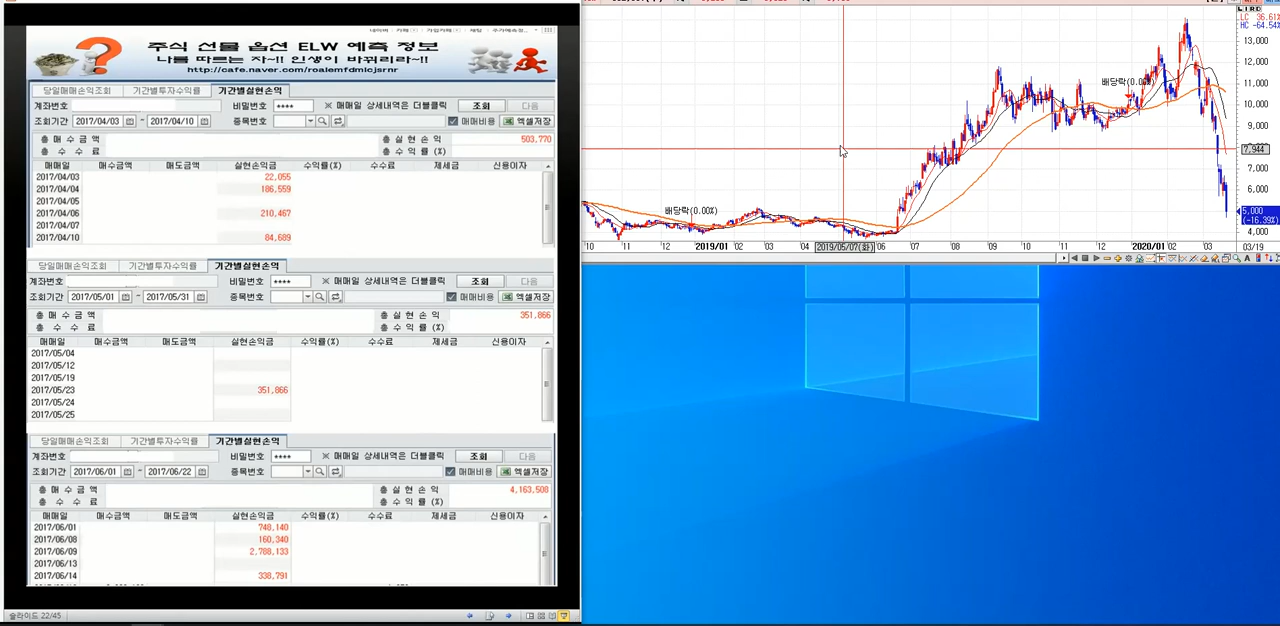 주식 선물 옵션 ELW 예측 정보
나를 따르는 자~!! 인생이 바뀌리라~!!
http://cafe.naver.com/roalemfdmlcjsrnr
당일매매손익조회 기간별투자수익률 기간별실현손익
계좌번호 비밀번호 **** ※ 매매일 상세내역은 더블클릭 조회 다음
조회기간 2017/04/03 ~ 2017/04/10 종목번호 매매비용 엑셀저장
총 매 수 금 액 총 실 현 손 익 503,770
총 수 수 료 총 수 익 률 (%)
매매일 매수금액 매도금액 실현손익금 수익률(%) 수수료 제세금 신용이자
2017/04/03 22,055
2017/04/04 186,559
2017/04/05
2017/04/06 210,467
2017/04/07
2017/04/10 84,689
당일매매손익조회 기간별투자수익률 기간별실현손익
계좌번호 비밀번호 **** ※ 매매일 상세내역은 더블클릭 조회 다음
조회기간 2017/05/01 ~ 2017/05/31 종목번호 매매비용 엑셀저장
총 매 수 금 액 총 실 현 손 익 351,866
총 수 수 료 총 수 익 률 (%)
매매일 매수금액 매도금액 실현손익금 수익률(%) 수수료 제세금 신용이자
2017/05/04
2017/05/12
2017/05/19
2017/05/23 351,866
2017/05/24
2017/05/25
당일매매손익조회 기간별투자수익률 기간별실현손익
계좌번호 비밀번호 **** ※ 매매일 상세내역은 더블클릭 조회 다음
조회기간 2017/06/01 ~ 2017/06/22 종목번호 매매비용 엑셀저장
총 매 수 금 액 총 실 현 손 익 4,163,508
총 수 수 료 총 수 익 률 (%)
매매일 매수금액 매도금액 실현손익금 수익률(%) 수수료 제세금 신용이자
2017/06/01 748,140
2017/06/08 160,340
2017/06/09 2,788,133
2017/06/13
2017/06/14 338,791
슬라이드 22/45
LC 36.61%
HC -64.54%
13,000
12,000
배당락(0.00%)
11,000
10,000
9,000
7,944
7,000
6,000
배당락(0.00%)
5,000
(-16.39%)
4,000
10 11 12 2019/01 02 03 04 2019/05/07(화) 06 07 08 09 10 11 12 2020/01 02 03 03/19